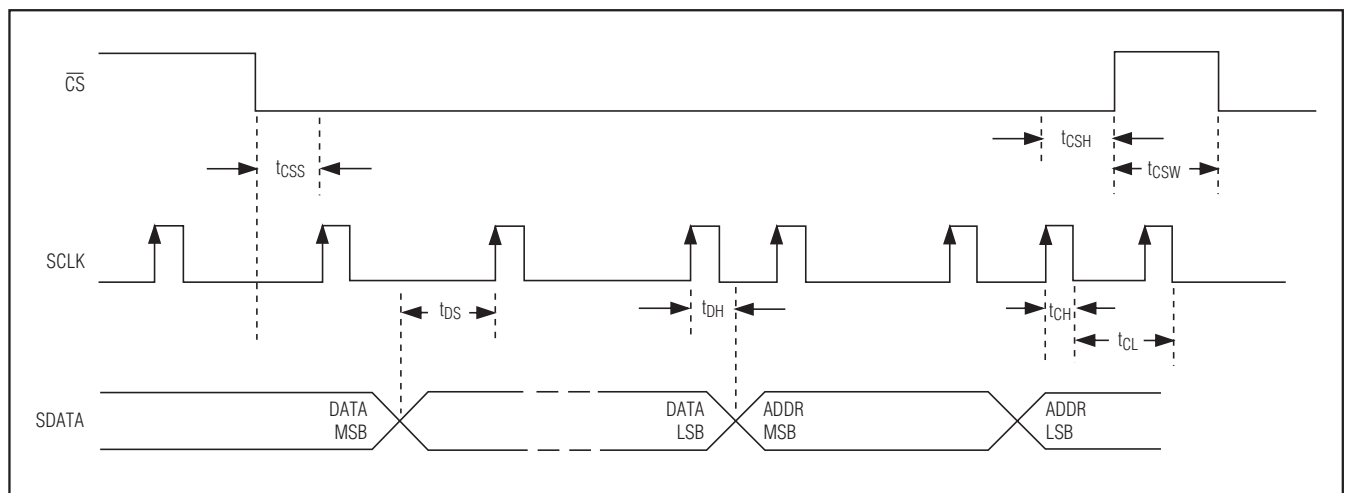 CS
tCSS
tCSH
tCSW
SCLK
tDS
tDH
tCH
tCL
SDATA
DATA
MSB
DATA
LSB
ADDR
MSB
ADDR
LSB